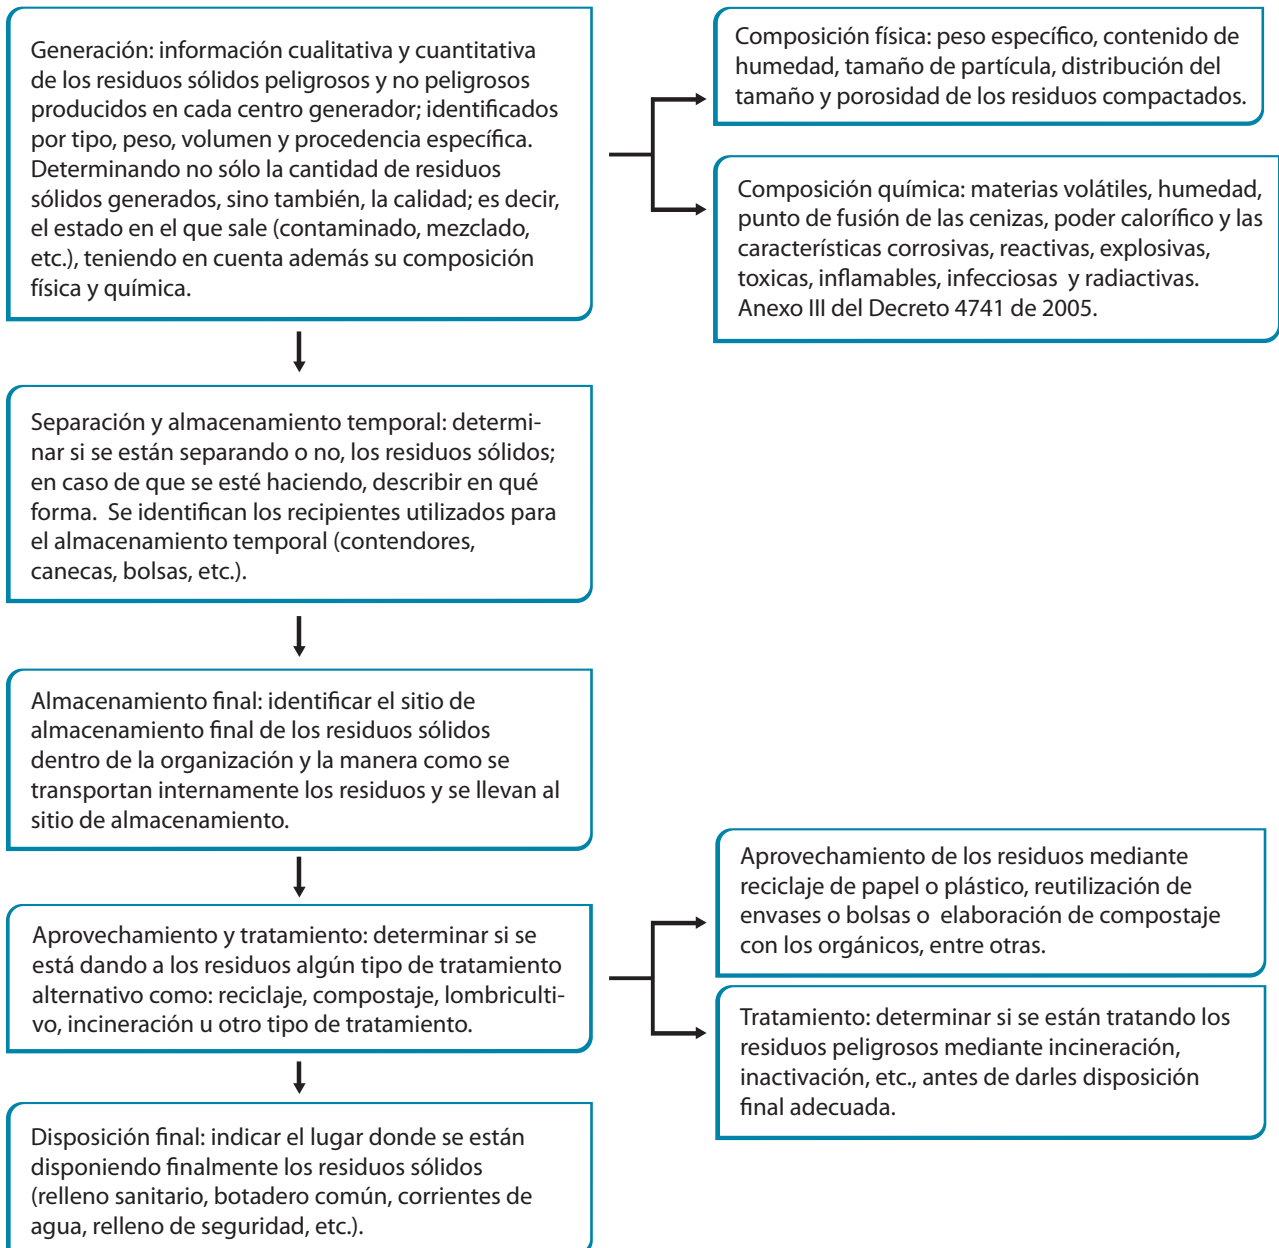 Generación: información cualitativa y cuantitativa
de los residuos sólidos peligrosos y no peligrosos
producidos en cada centro generador; identificados
por tipo, peso, volumen y procedencia específica.
Determinando no sólo la cantidad de residuos
sólidos generados, sino también, la calidad; es decir,
el estado en el que sale (contaminado, mezclado,
etc.), teniendo en cuenta además su composición
física y química.
Composición física: peso específico, contenido de
humedad, tamaño de partícula, distribución del
tamaño y porosidad de los residuos compactados.
Composición química: materias volátiles, humedad,
punto de fusión de las cenizas, poder calorífico y las
características corrosivas, reactivas, explosivas,
toxicas, inflamables, infecciosas  y radiactivas.
Anexo III del Decreto 4741 de 2005.
Separación y almacenamiento temporal: determi-
nar si se están separando o no, los residuos sólidos;
en caso de que se esté haciendo, describir en qué
forma.  Se identifican los recipientes utilizados para
el almacenamiento temporal (contendores,
canecas, bolsas, etc.).
Almacenamiento final: identificar el sitio de
almacenamiento final de los residuos sólidos
dentro de la organización y la manera como se
transportan internamente los residuos y se llevan al
sitio de almacenamiento.
Aprovechamiento y tratamiento: determinar si se
está dando a los residuos algún tipo de tratamiento
alternativo como: reciclaje, compostaje, lombriculti-
vo, incineración u otro tipo de tratamiento.
Aprovechamiento de los residuos mediante
reciclaje de papel o plástico, reutilización de
envases o bolsas o  elaboración de compostaje
con los orgánicos, entre otras.
Tratamiento: determinar si se están tratando los
residuos peligrosos mediante incineración,
inactivación, etc., antes de darles disposición
final adecuada.
Disposición final: indicar el lugar donde se están
disponiendo finalmente los residuos sólidos
(relleno sanitario, botadero común, corrientes de
agua, relleno de seguridad, etc.).